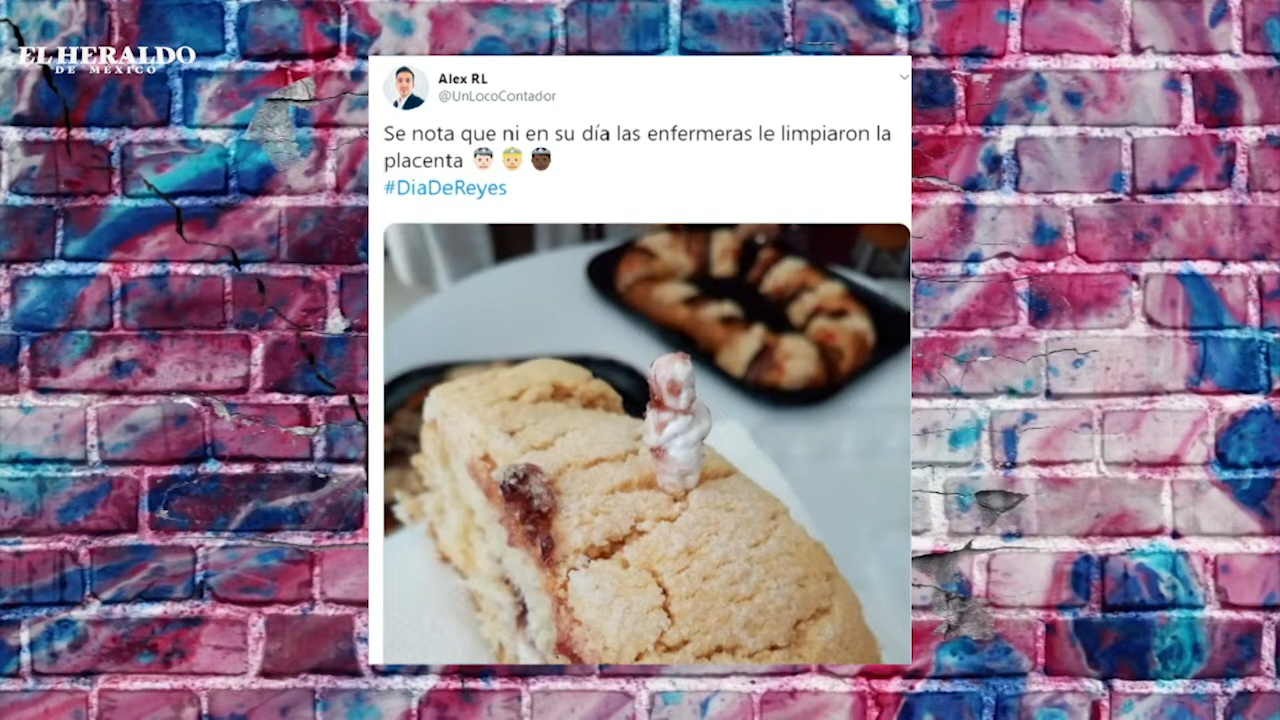 EL HERALDO
DE MÉXICO
Alex RL
@UnLocoContador
Se nota que ni en su día las enfermeras le limpiaron la
placenta 👨🏻 👱🏼 👨🏿
#DiaDeReyes